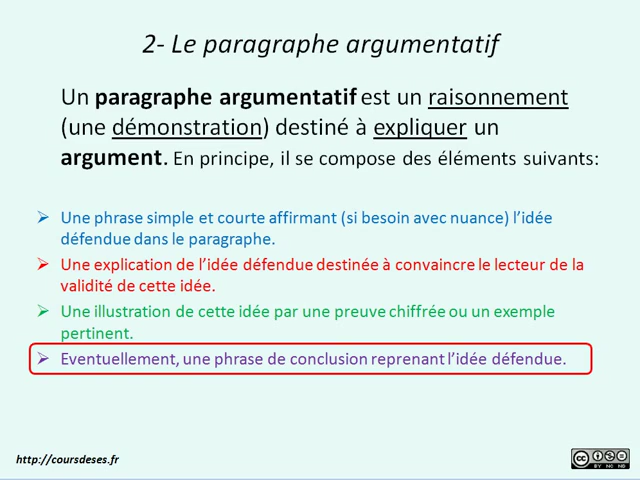 2- Le paragraphe argumentatif
Un paragraphe argumentatif est un raisonnement
(une démonstration) destiné à expliquer un
argument. En principe, il se compose des éléments suivants:
Une phrase simple et courte affirmant (si besoin avec nuance) l’idée
défendue dans le paragraphe.
Une explication de l’idée défendue destinée à convaincre le lecteur de la
validité de cette idée.
Une illustration de cette idée par une preuve chiffrée ou un exemple
pertinent.
Eventuellement, une phrase de conclusion reprenant l’idée défendue.
http://coursdeses.fr
cc
BY NC ND